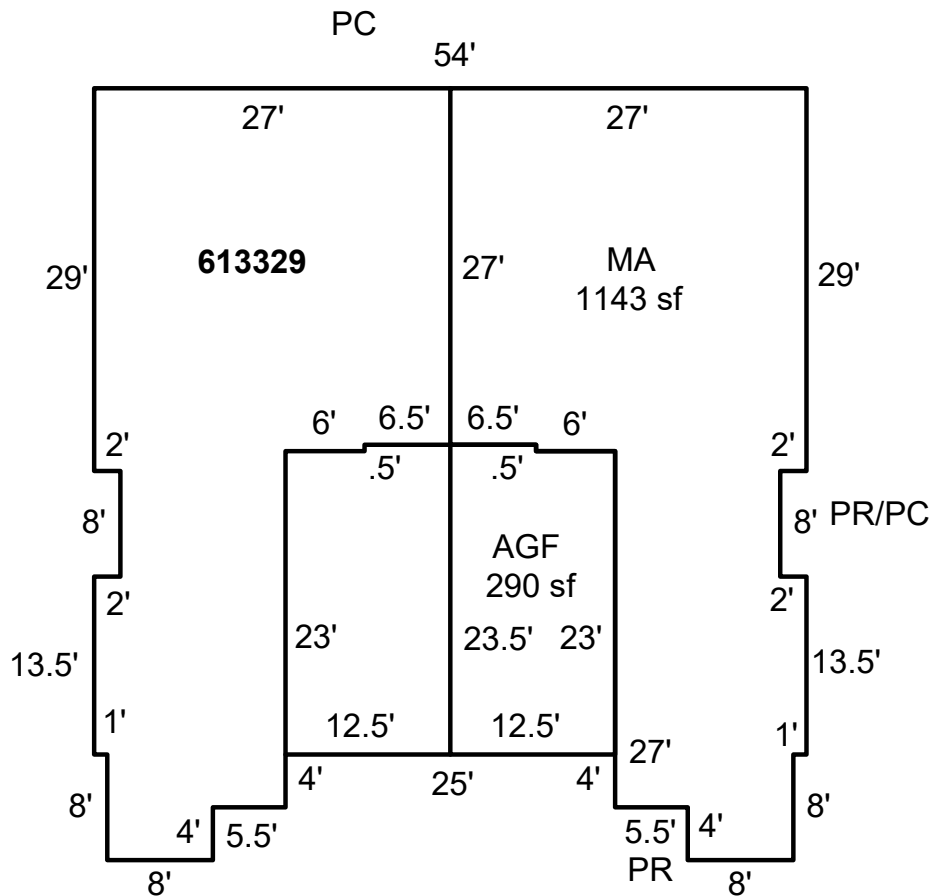 PC
54'
27' 27'
613329
MA
1143 sf
29' 27' 29'
6' 6.5' 6.5' 6'
2' .5' .5' 2'
8' 8' PR/PC
AGF
290 sf
2' 2'
13.5' 23' 23.5' 23' 13.5'
1' 12.5' 12.5' 27' 1'
8' 4' 25' 4' 8'
4' 5.5' 5.5' 4'
PR
8' 8'